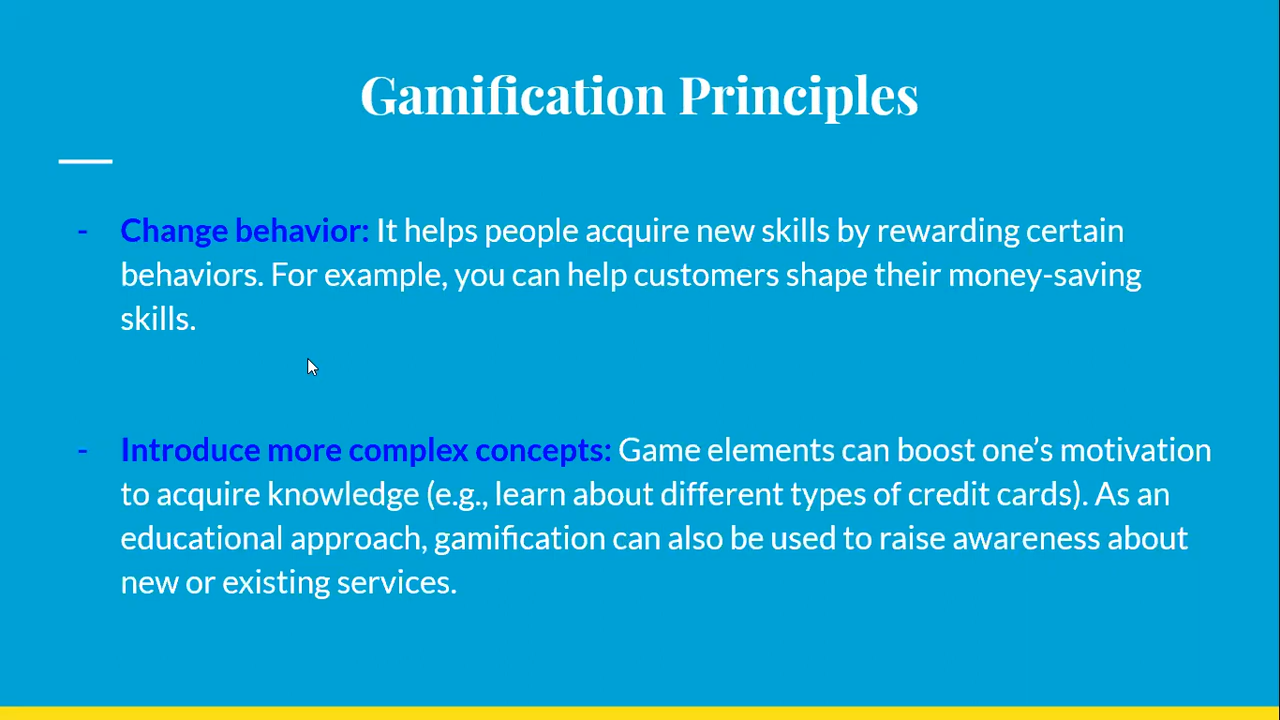 Gamification Principles
- Change behavior: It helps people acquire new skills by rewarding certain
behaviors. For example, you can help customers shape their money-saving
skills.
- Introduce more complex concepts: Game elements can boost one’s motivation
to acquire knowledge (e.g., learn about different types of credit cards). As an
educational approach, gamification can also be used to raise awareness about
new or existing services.